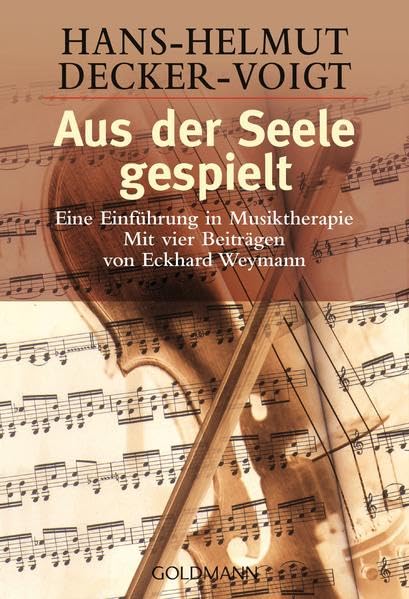 HANS-HELMUT
DECKER-VOIGT
Aus der Seele
gespielt
Eine Einführung in Musiktherapie
Mit vier Beiträgen
von Eckhard Weymann
GOLDMANN